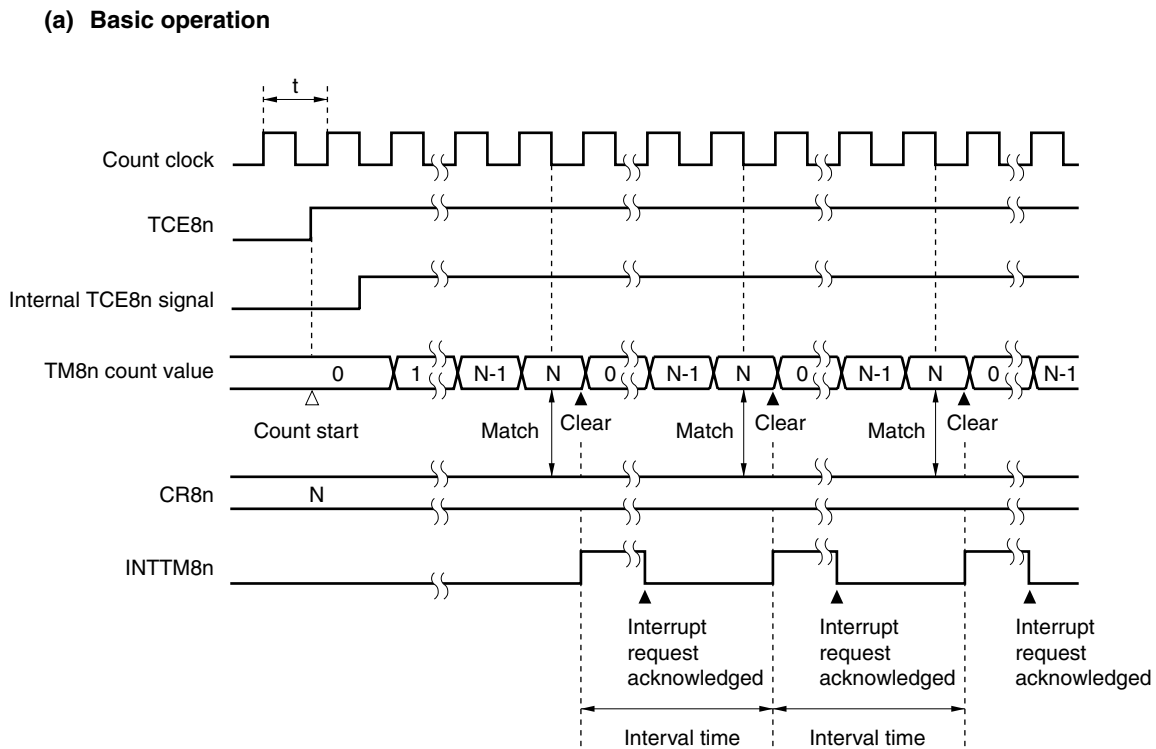 (a) Basic operation
t
Count clock
TCE8n
Internal TCE8n signal
TM8n count value
0 1 N-1 N 0 N-1 N 0 N-1 N 0 N-1
Count start Match Clear Match Clear Match Clear
CR8n
N
INTTM8n
Interrupt request acknowledged
Interrupt request acknowledged
Interrupt request acknowledged
Interval time Interval time